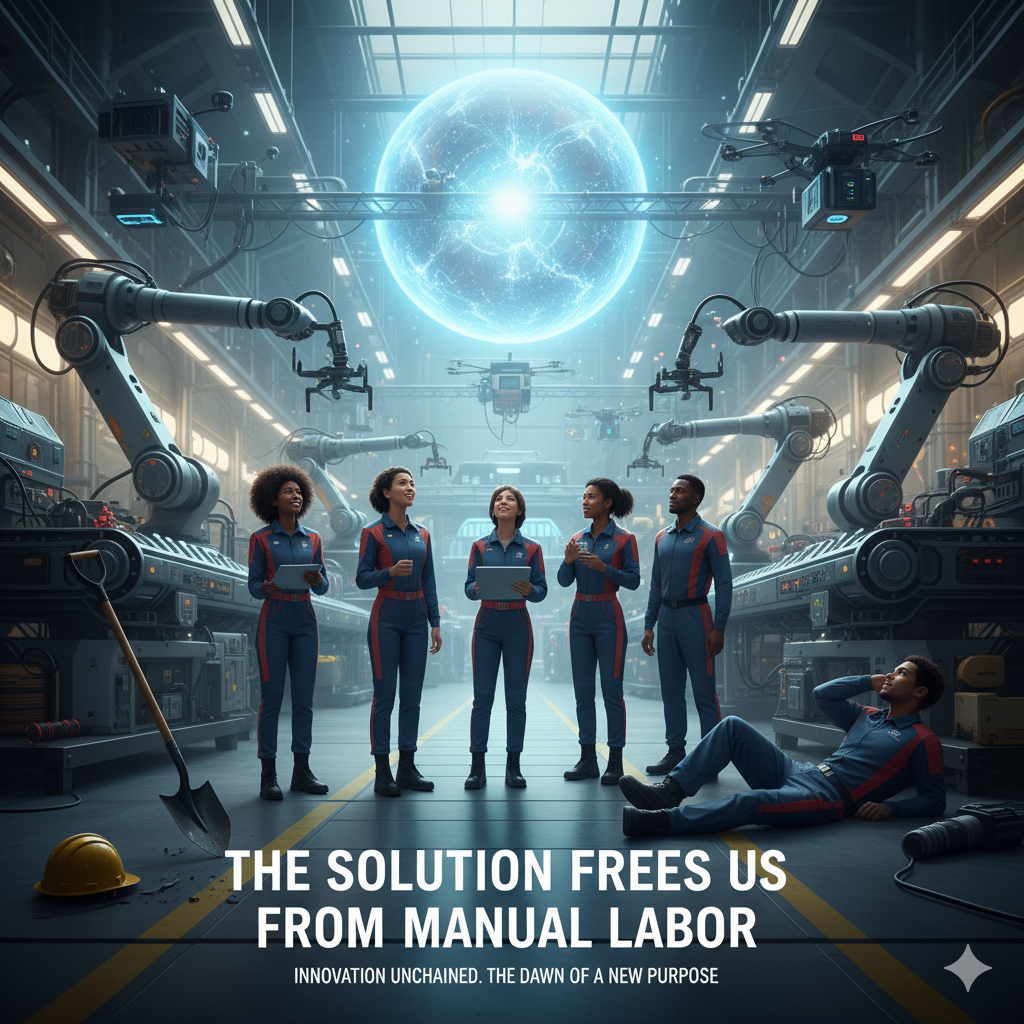 THE SOLUTION FREES US
FROM MANUAL LABOR
INNOVATION UNCHAINED. THE DAWN OF A NEW PURPOSE